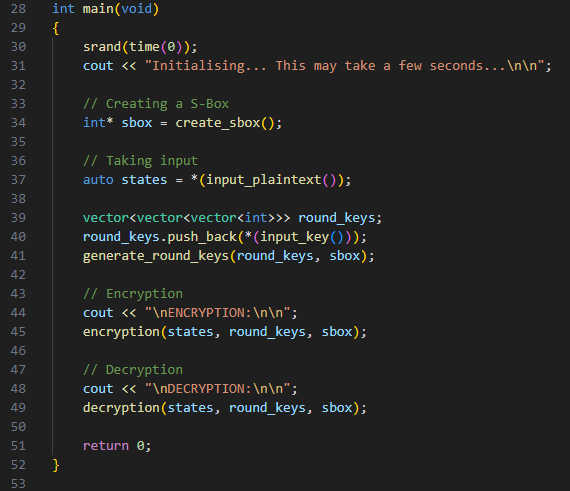 28 int main(void)
29 {
30     srand(time(0));
31     cout << "Initialising... This may take a few seconds...\n\n";
32
33     // Creating a S-Box
34     int* sbox = create_sbox();
35
36     // Taking input
37     auto states = *(input_plaintext());
38
39     vector<vector<vector<int>>> round_keys;
40     round_keys.push_back(*(input_key()));
41     generate_round_keys(round_keys, sbox);
42
43     // Encryption
44     cout << "\nENCRYPTION:\n\n";
45     encryption(states, round_keys, sbox);
46
47     // Decryption
48     cout << "\nDECRYPTION:\n\n";
49     decryption(states, round_keys, sbox);
50
51     return 0;
52 }
53